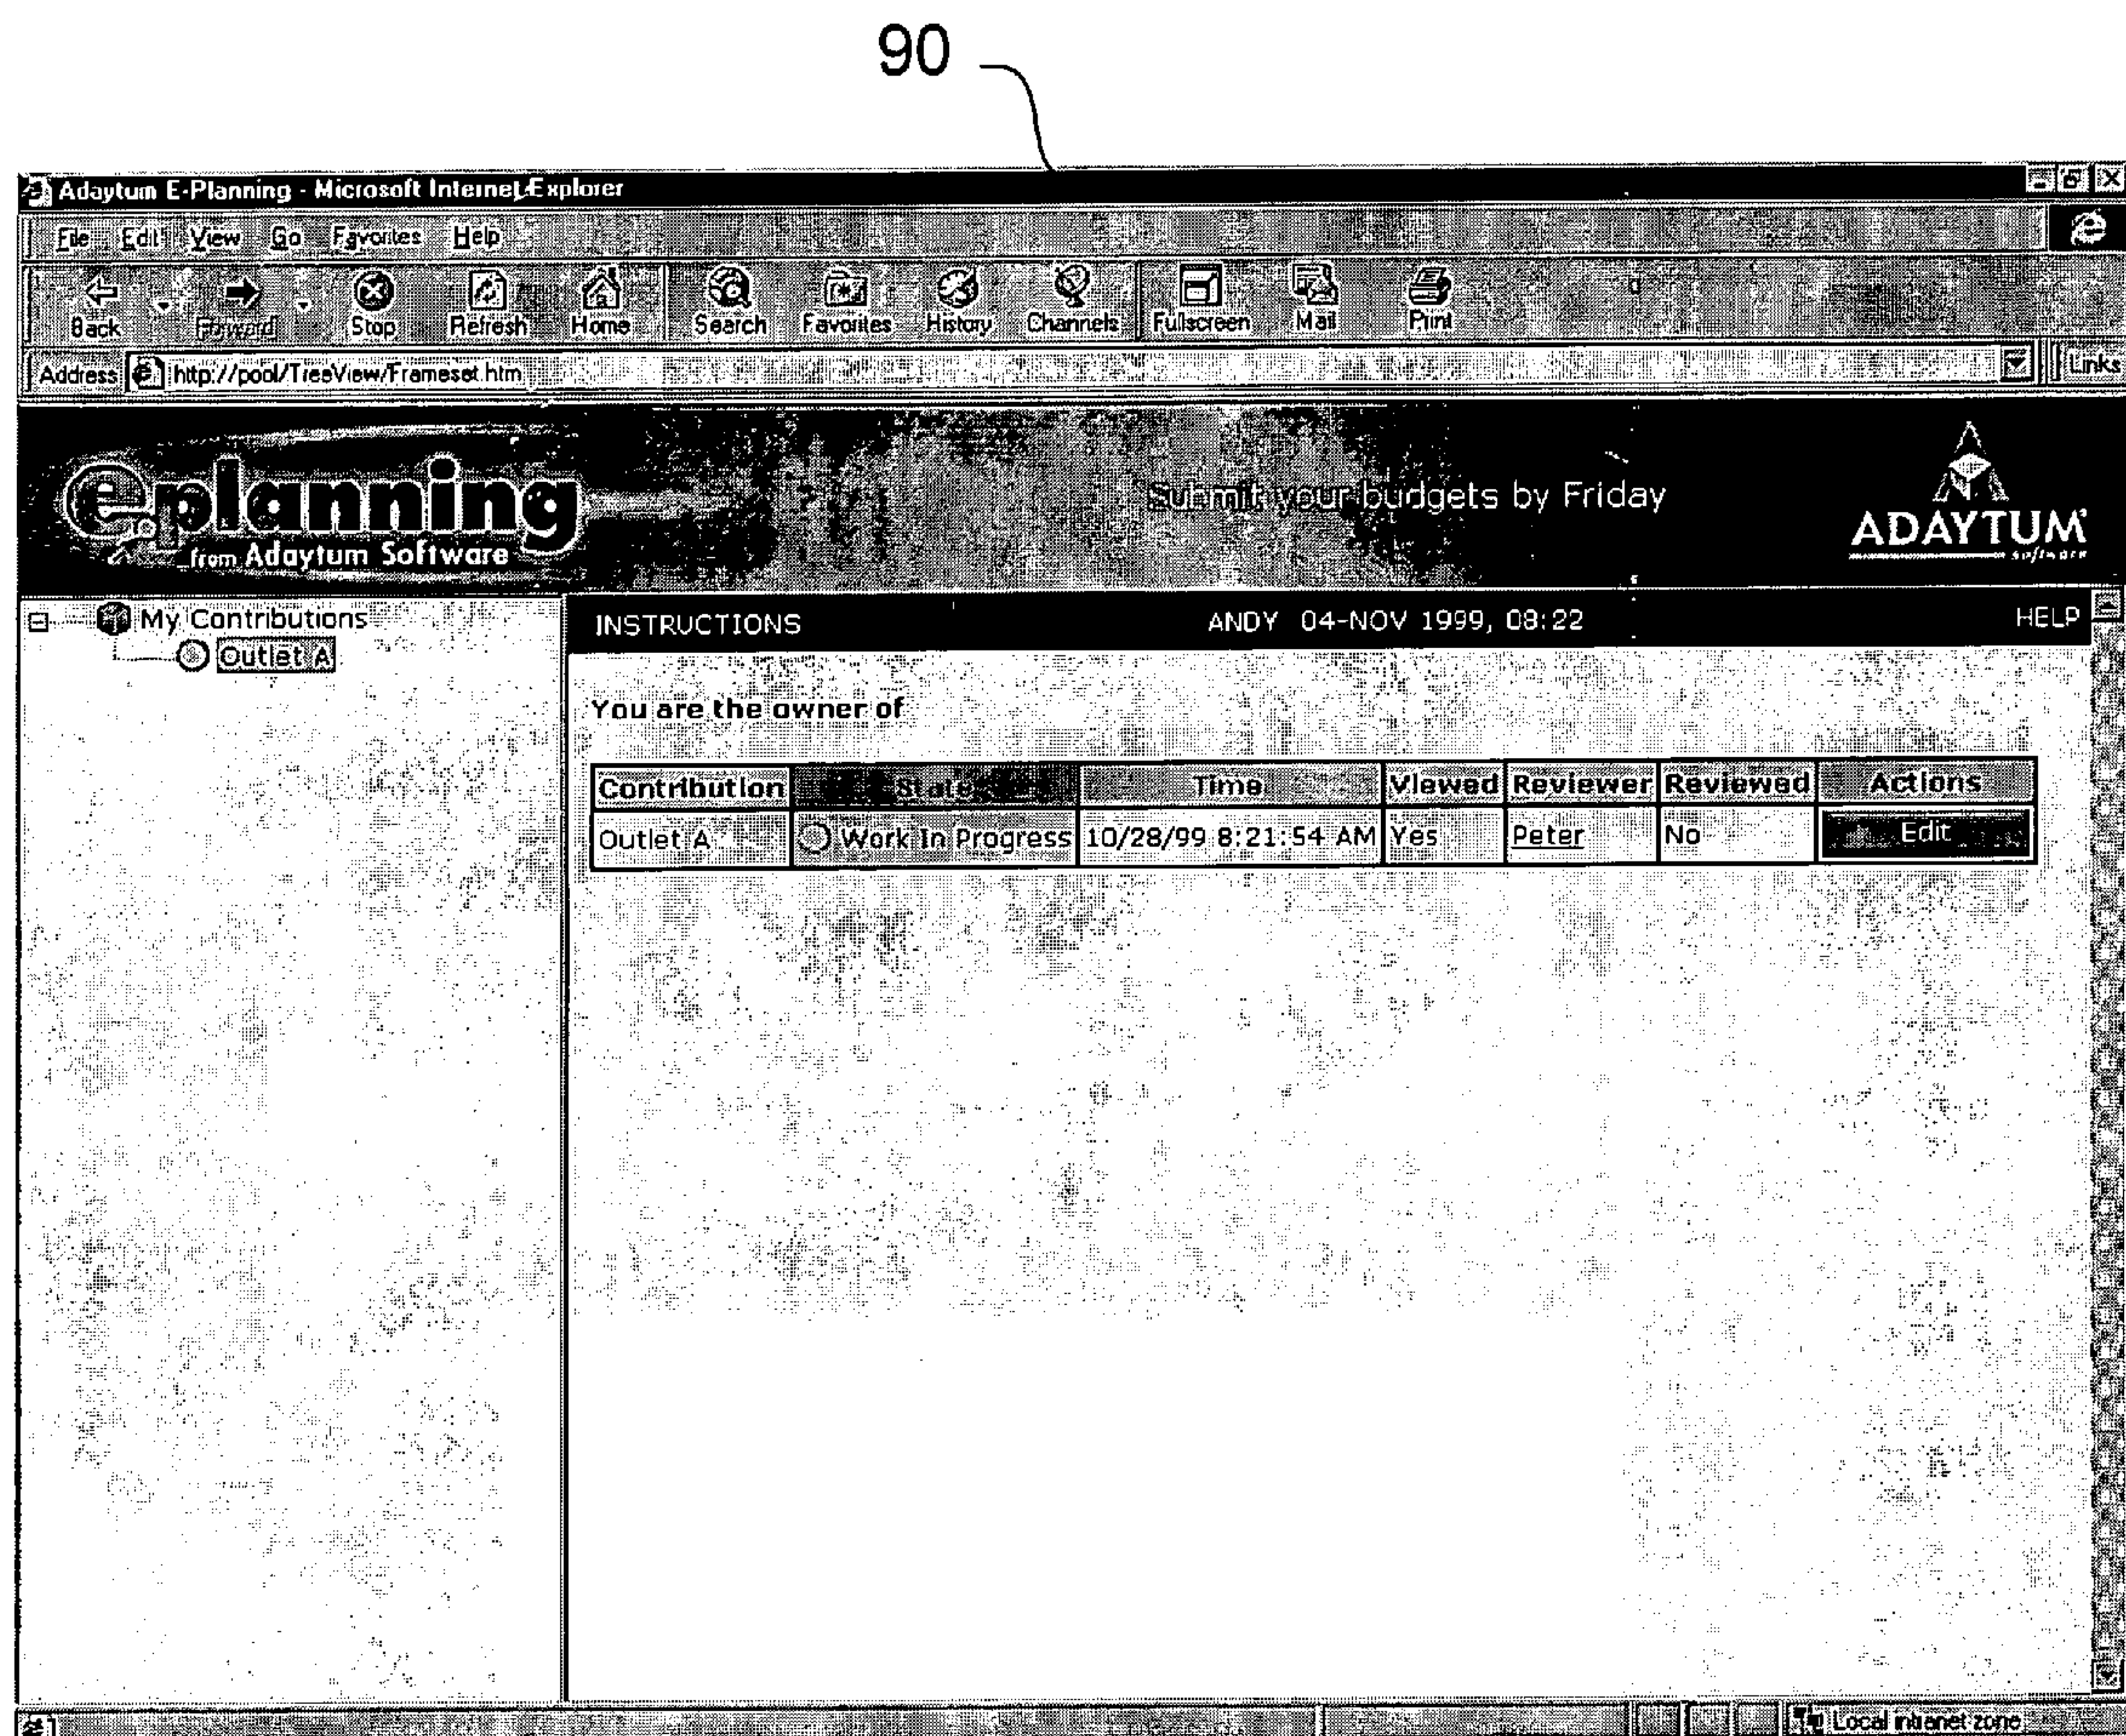 90
Adaytum E-Planning - Microsoft Internet Explorer
File Edit View Go Favorites Help
Back Forward Stop Refresh Home Search Favorites History Channels Fullscreen Mail Print
Address http://pool/TreeView/Frameset.htm Links
e.planning
from Adaytum Software
Submit your budgets by Friday
ADAYTUM
software
My Contributions
Outlet A
INSTRUCTIONS ANDY 04-NOV 1999, 08:22 HELP
You are the owner of
Contribution State Time Viewed Reviewer Reviewed Actions
Outlet A Work In Progress 10/28/99 8:21:54 AM Yes Peter No Edit
Local intranet zone